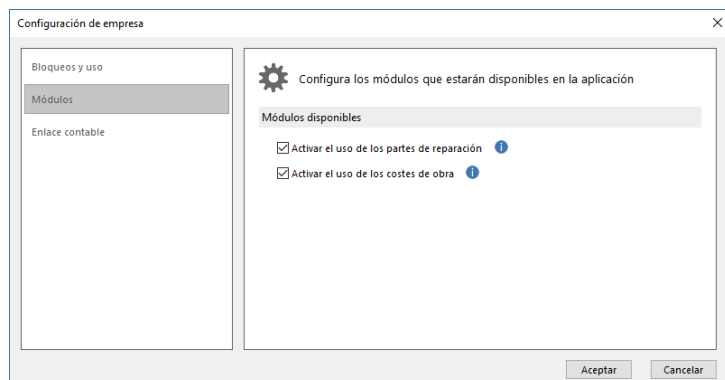 Configuración de empresa
Bloqueos y uso
Módulos
Enlace contable
Configura los módulos que estarán disponibles en la aplicación
Módulos disponibles
Activar el uso de los partes de reparación
Activar el uso de los costes de obra
Aceptar
Cancelar